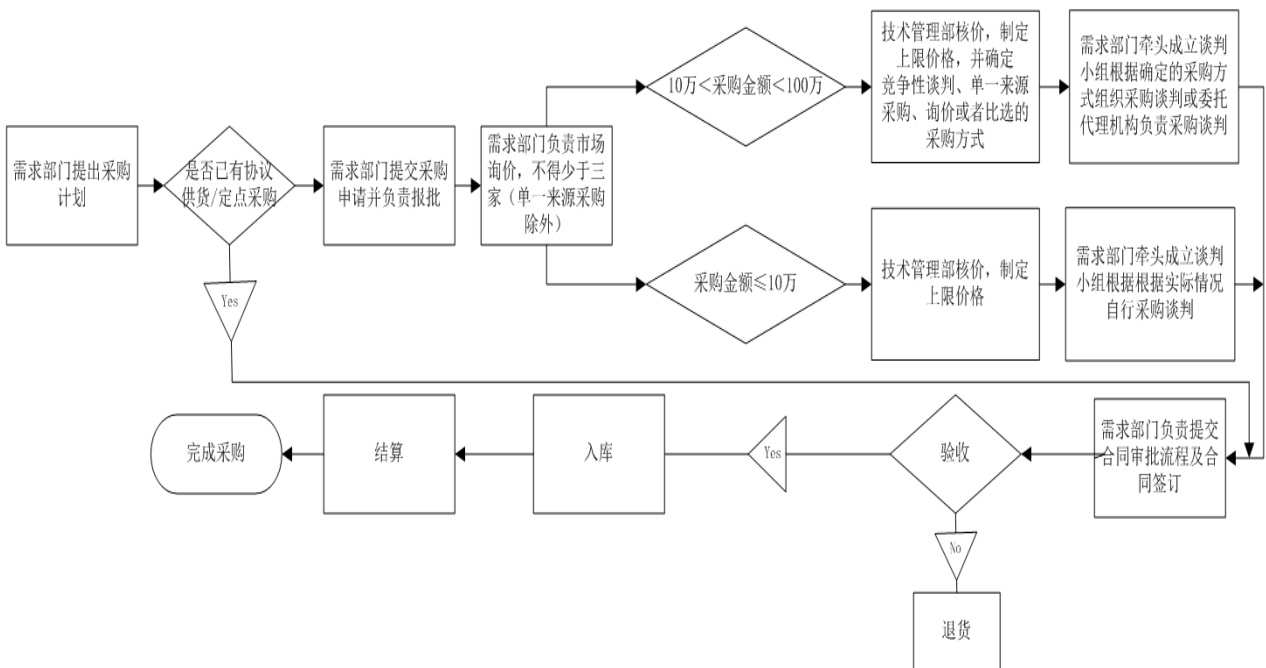 需求部门提出采购
计划
是否已有协议
供货/定点采购
Yes
需求部门提交采购
申请并负责报批
需求部门负责市场
询价，不得少于三
家（单一来源采购
除外）
10万＜采购金额＜100万
技术管理部核价，制定
上限价格，并确定
竞争性谈判、单一来源
采购、询价或者比选的
采购方式
需求部门牵头成立谈判
小组根据确定的采购方
式组织采购谈判或委托
代理机构负责采购谈判
采购金额≤10万
技术管理部核价，制定
上限价格
需求部门牵头成立谈判
小组根据根据实际情况
自行采购谈判
需求部门负责提交
合同审批流程及合
同签订
验收
No
退货
Yes
入库
结算
完成采购